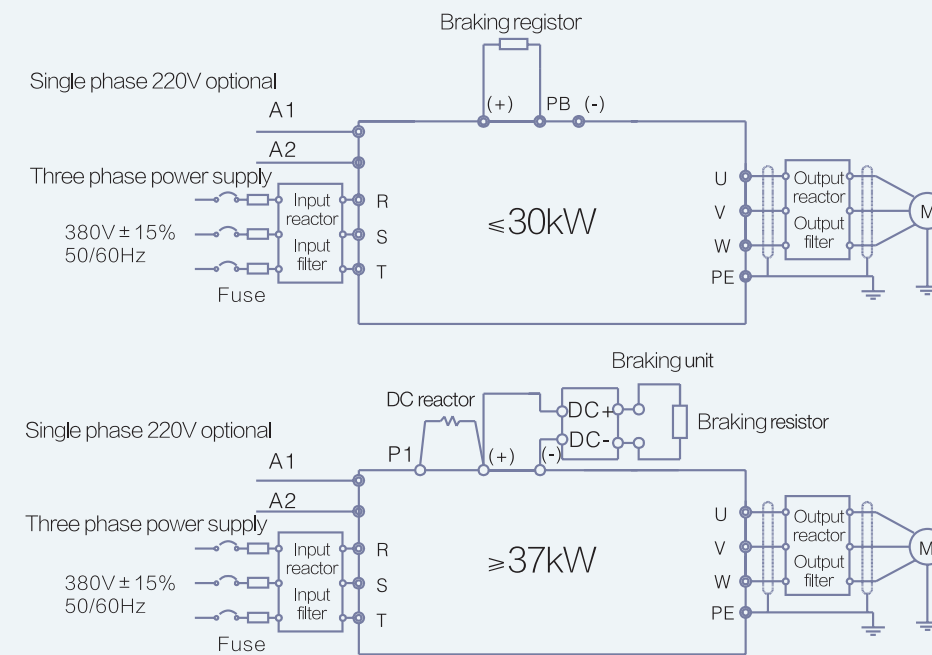 Braking registor
Single phase 220V optional
(+) PB (-)
A1
A2
Three phase power supply
380V±15%
50/60Hz
Fuse
Input
reactor
Input
filter
R
S
T
≤30kW
U
V
W
PE
Output
reactor
Output
filter
M
Braking unit
DC reactor
DC+
DC-
Braking resistor
Single phase 220V optional
P1 (+) (-)
A1
A2
Three phase power supply
380V±15%
50/60Hz
Fuse
Input
reactor
Input
filter
R
S
T
≥37kW
U
V
W
PE
Output
reactor
Output
filter
M